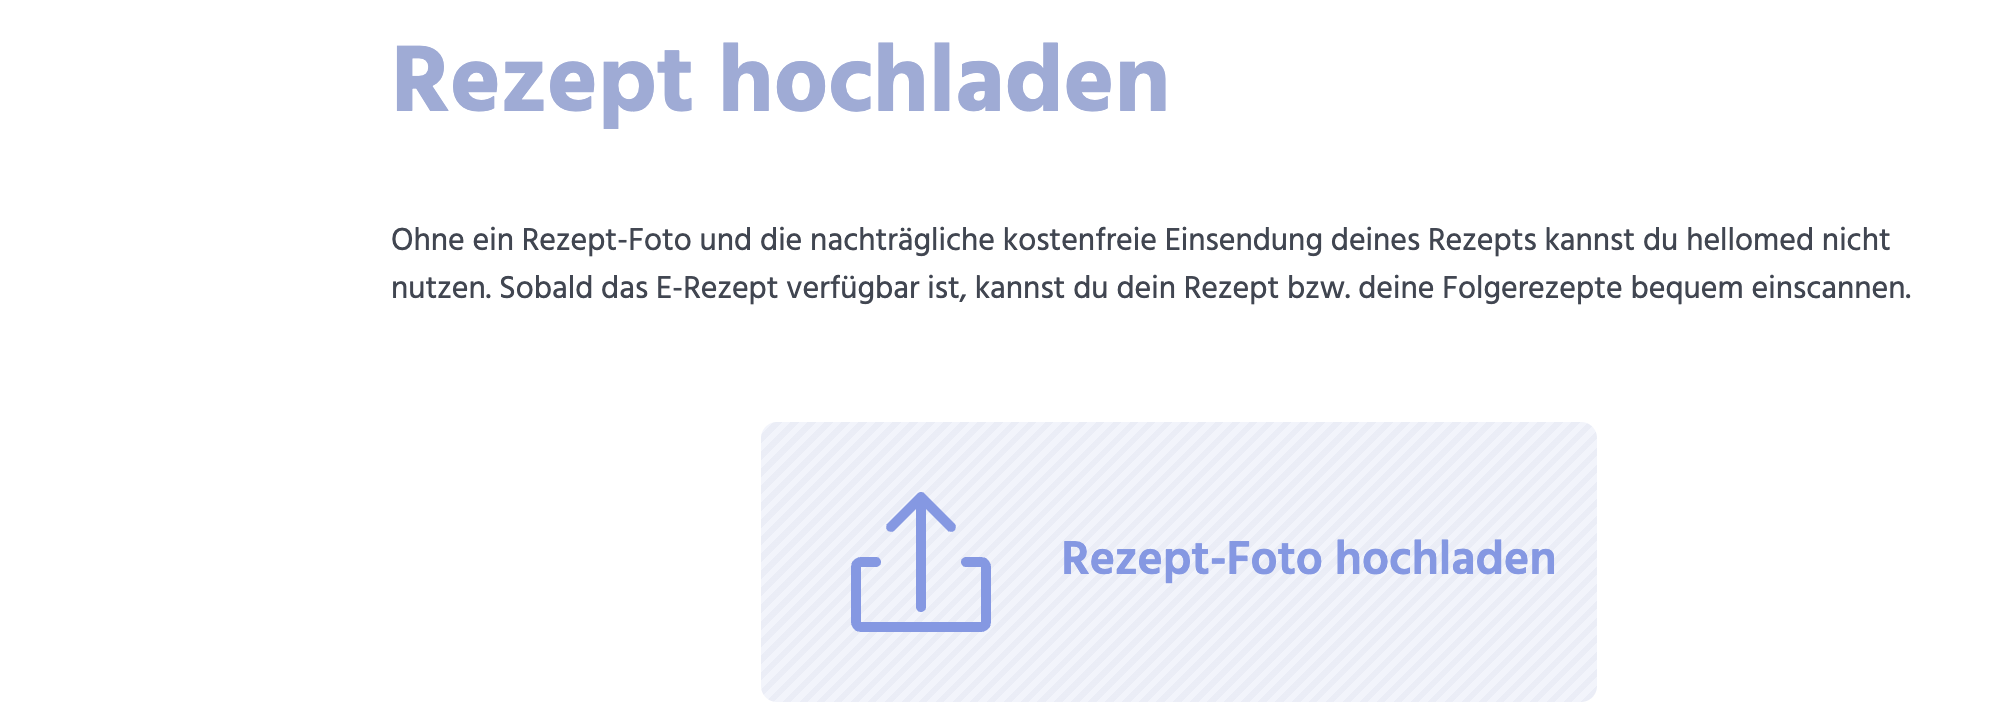 Rezept hochladen
Ohne ein Rezept-Foto und die nachträgliche kostenfreie Einsendung deines Rezepts kannst du hellomed nicht
nutzen. Sobald das E-Rezept verfügbar ist, kannst du dein Rezept bzw. deine Folgerezepte bequem einscannen.
Rezept-Foto hochladen